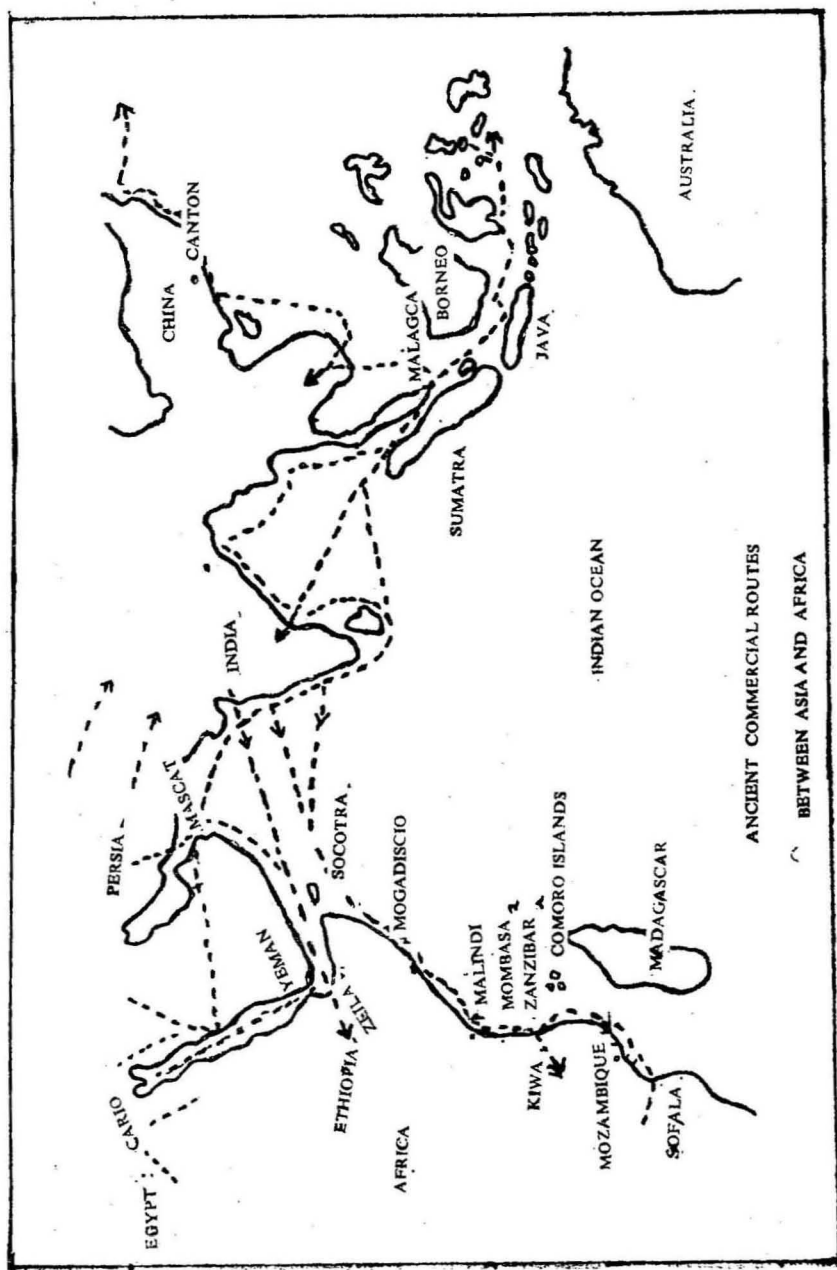 EGYPT :
CARIO
PERSIA
MASCAT
INDIA
CHINA
CANTON
YEMAN
ETHIOPIA
ZEILA
SOCOTRA
MOGADISCIO
AFRICA
MALINDI
MOMBASA
ZANZIBAR
KIWA
COMORO ISLANDS
MOZAMBIQUE
SOFALA
MADAGASCAR
INDIAN OCEAN
SUMATRA
MALAGCA
BORNEO
JAVA
AUSTRALIA
ANCIENT COMMERCIAL ROUTES
BETWEEN ASIA AND AFRICA